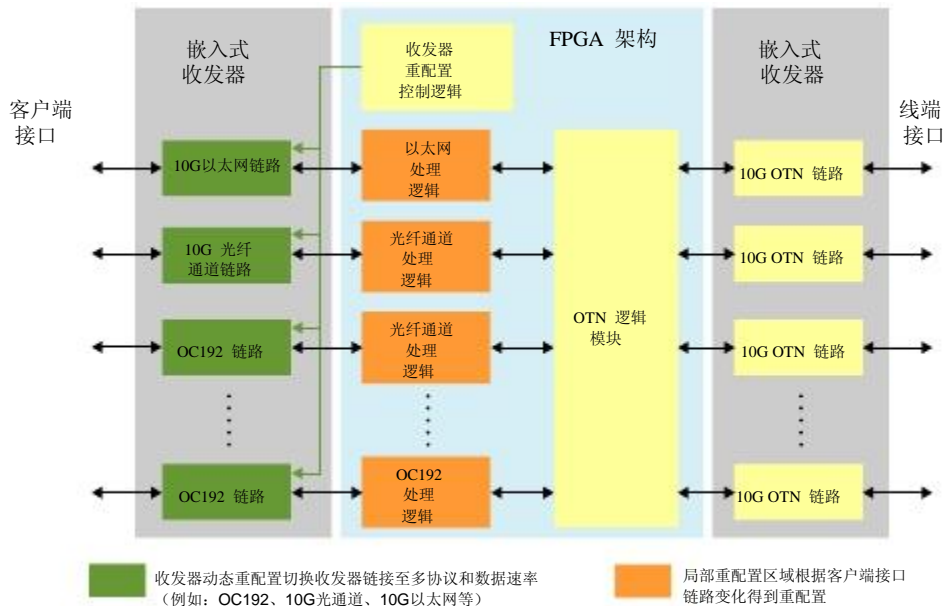 嵌入式
收发器
客户端
接口
10G以太网链路
10G 光纤
通道链路
OC192 链路
OC192 链路
FPGA 架构
收发器
重配置
控制逻辑
以太网
处理
逻辑
光纤通道
处理
逻辑
光纤通道
处理
逻辑
OC192
处理
逻辑
OTN 逻辑
模块
嵌入式
收发器
线端
接口
10G OTN 链路
10G OTN 链路
10G OTN 链路
10G OTN 链路
收发器动态重配置切换收发器链接至多协议和数据速率
（例如：OC192、10G光通道、10G以太网等）
局部重配置区域根据客户端接口
链路变化得到重配置